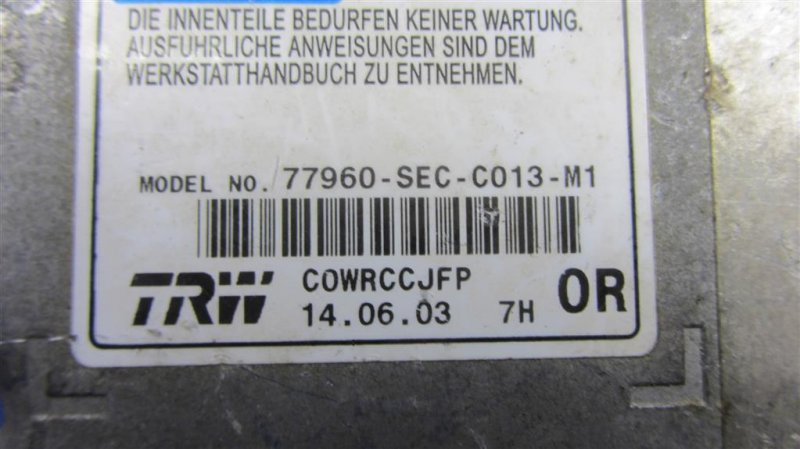 DIE INNENTEILE BEDURFEN KEINER WARTUNG.
AUSFUHRLICHE ANWEISUNGEN SIND DEM
WERKSTATTHANDBUCH ZU ENTNEHMEN.
MODEL NO. 77960-SEC-C013-M1
TRW COWRCCJFP OR
14.06.03 7H